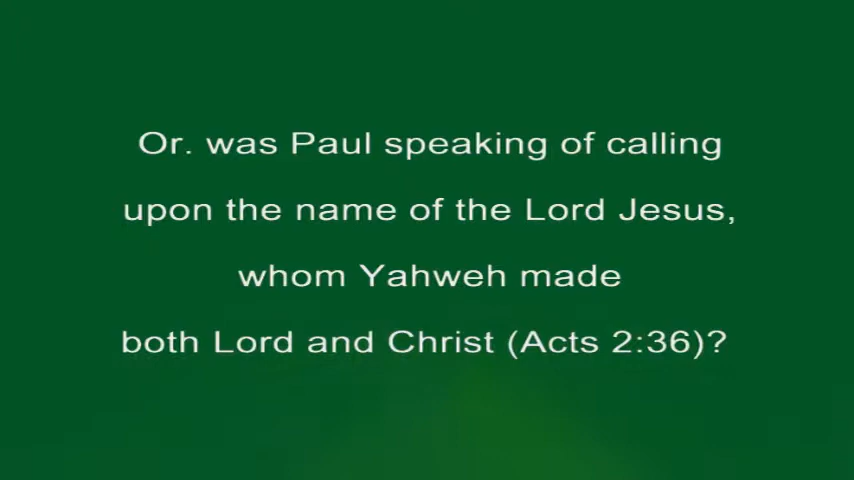 Or. was Paul speaking of calling
upon the name of the Lord Jesus,
whom Yahweh made
both Lord and Christ (Acts 2:36)?